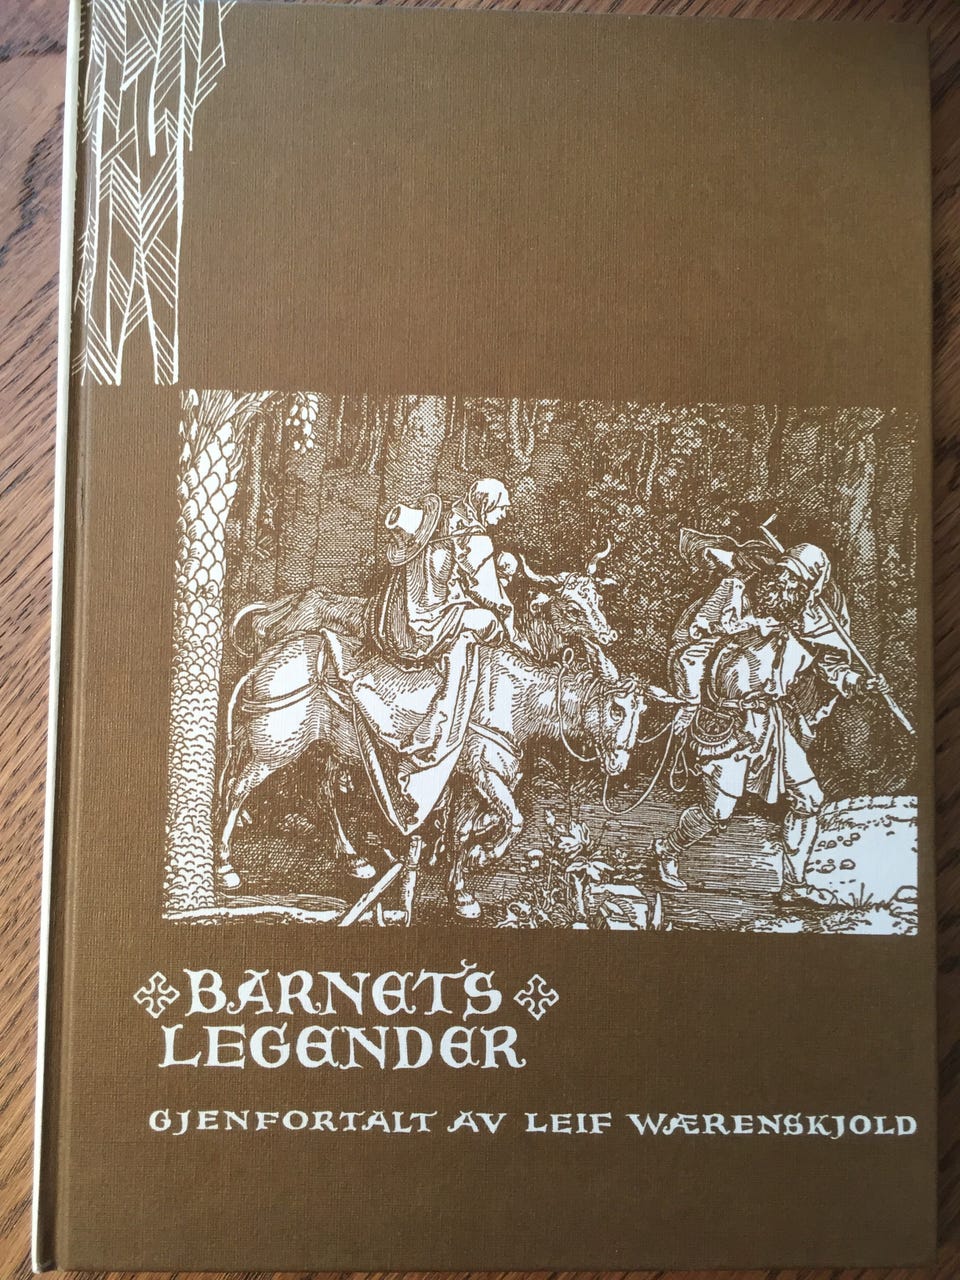 BARNETS
LEGENDER
GJENFORTALT AV LEIF WÆRENSKJOLD